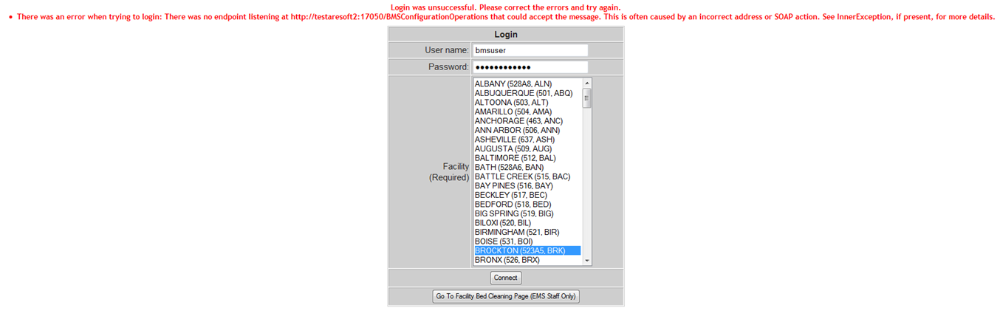 Login was unsuccessful. Please correct the errors and try again.
• There was an error when trying to login: There was no endpoint listening at http://testaresoft2:17050/BMSConfigurationOperations that could accept the message. This is often caused by an incorrect address or SOAP action. See InnerException, if present, for more details.
Login
User name: bmsuser
Password: ●●●●●●●●●●●●
Facility
(Required)
ALBANY (528A8, ALN)
ALBUQUERQUE (501, ABQ)
ALTOONA (503, ALT)
AMARILLO (504, AMA)
ANCHORAGE (463, ANC)
ANN ARBOR (506, ANN)
ASHEVILLE (637, ASH)
AUGUSTA (509, AUG)
BALTIMORE (512, BAL)
BATH (528A6, BAN)
BATTLE CREEK (515, BAC)
BAY PINES (516, BAY)
BECKLEY (517, BEC)
BEDFORD (518, BED)
BIG SPRING (519, BIG)
BILOXI (520, BIL)
BIRMINGHAM (521, BIR)
BOISE (531, BOI)
BROCKTON (523A5, BRK)
BRONX (526, BRX)
Connect
Go To Facility Bed Cleaning Page (EMS Staff Only)